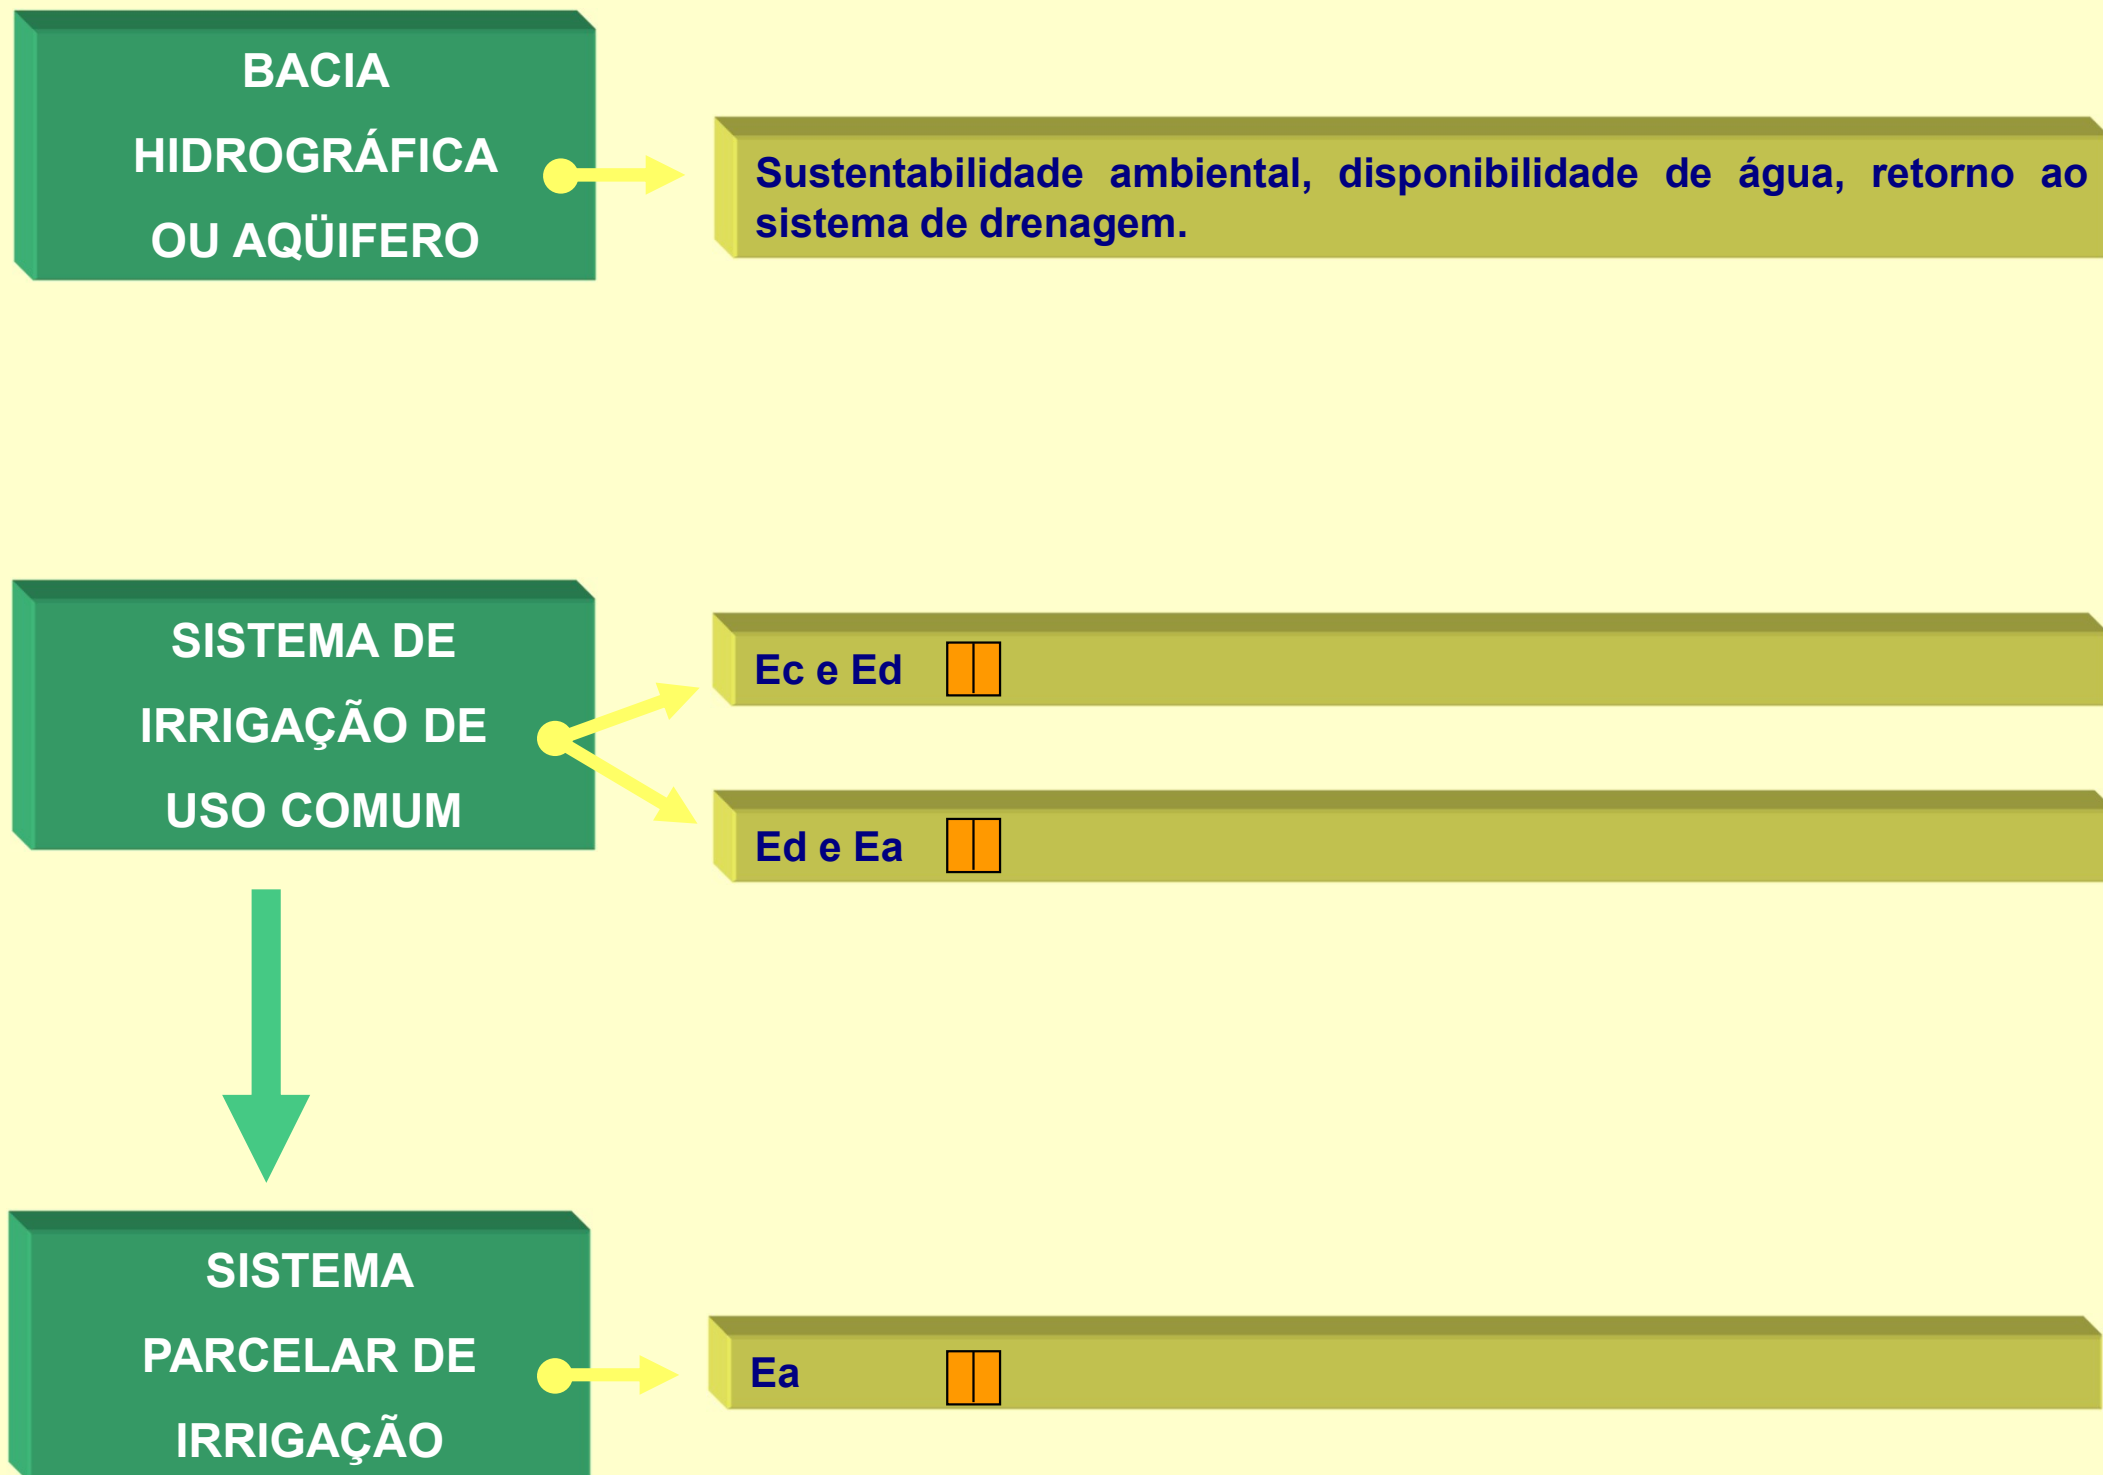 BACIA
HIDROGRÁFICA
OU AQÜIFERO
Sustentabilidade ambiental, disponibilidade de água, retorno ao
sistema de drenagem.
SISTEMA DE
IRRIGAÇÃO DE
USO COMUM
Ec e Ed
Ed e Ea
SISTEMA
PARCELAR DE
IRRIGAÇÃO
Ea